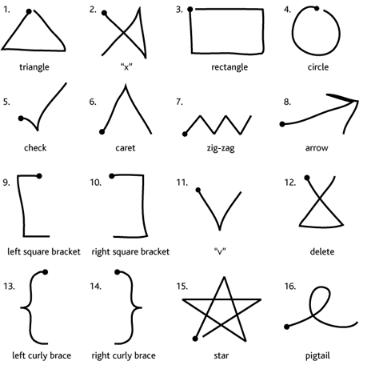 1. 2. 3. 4.
triangle "x" rectangle circle
5. 6. 7. 8.
check caret zig-zag arrow
9. 10. 11. 12.
left square bracket right square bracket "v" delete
13. 14. 15. 16.
left curly brace right curly brace star pigtail